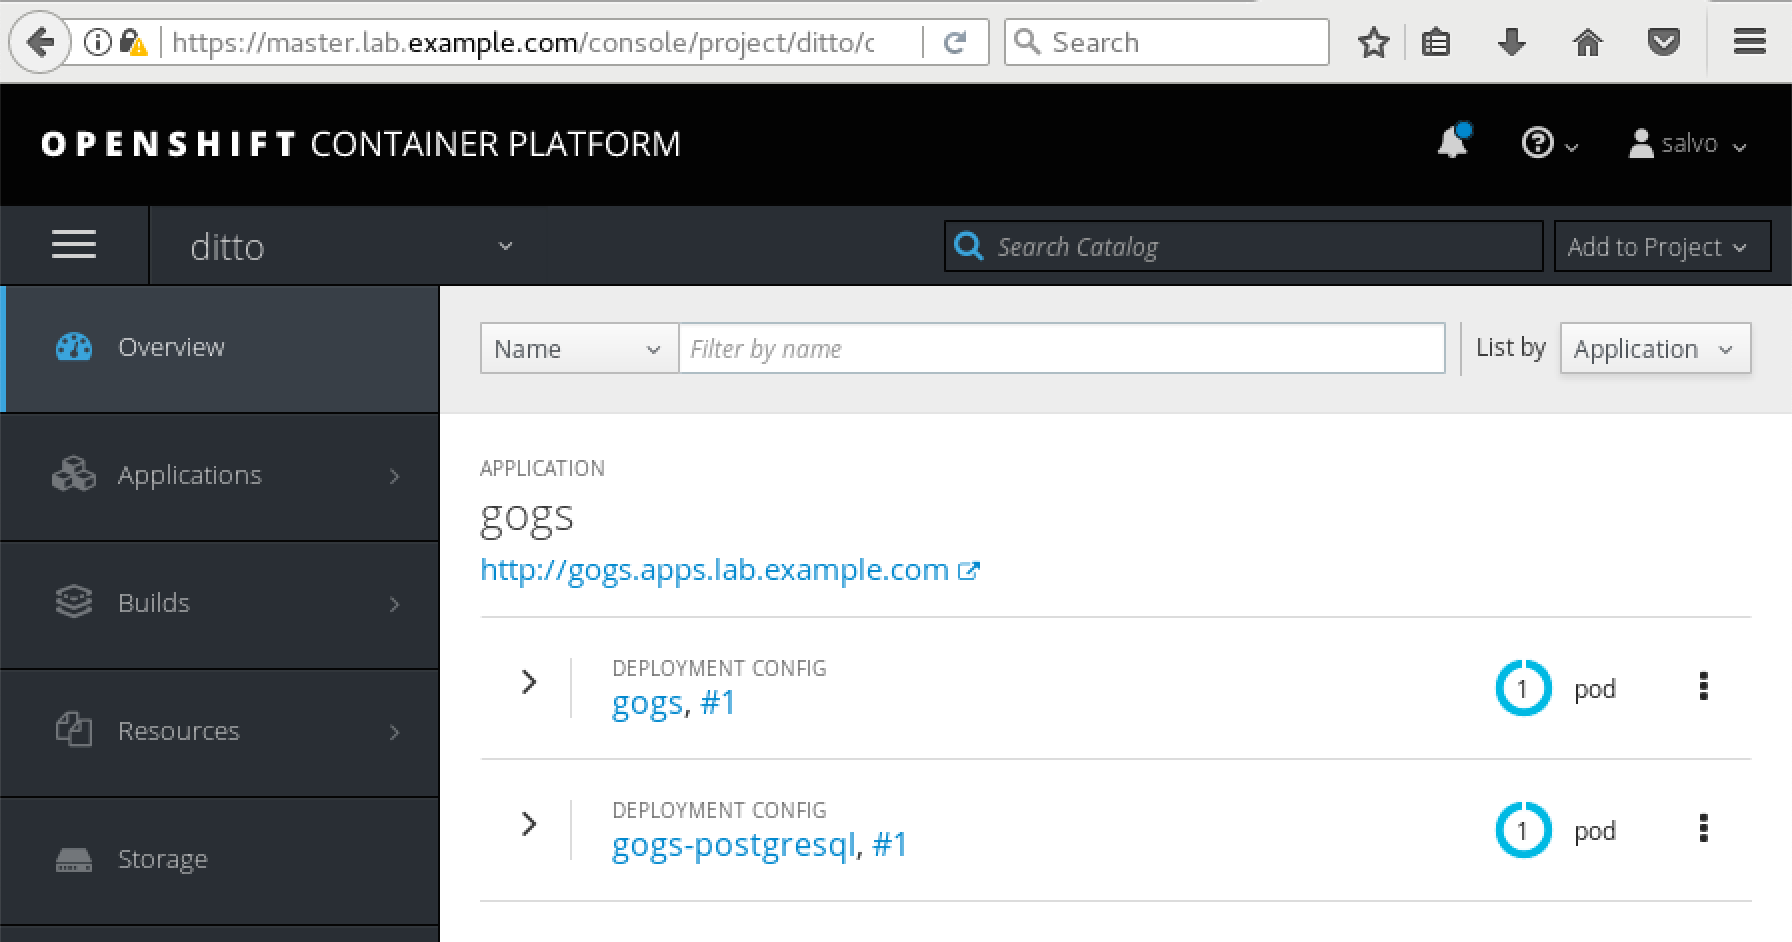 https://master.lab.example.com/console/project/ditto/c
Search
OPENSHIFT CONTAINER PLATFORM
salvo
ditto
Search Catalog
Add to Project
Overview
Name
Filter by name
List by
Application
Applications
APPLICATION
gogs
http://gogs.apps.lab.example.com
Builds
DEPLOYMENT CONFIG
gogs, #1
1 pod
Resources
DEPLOYMENT CONFIG
gogs-postgresql, #1
1 pod
Storage